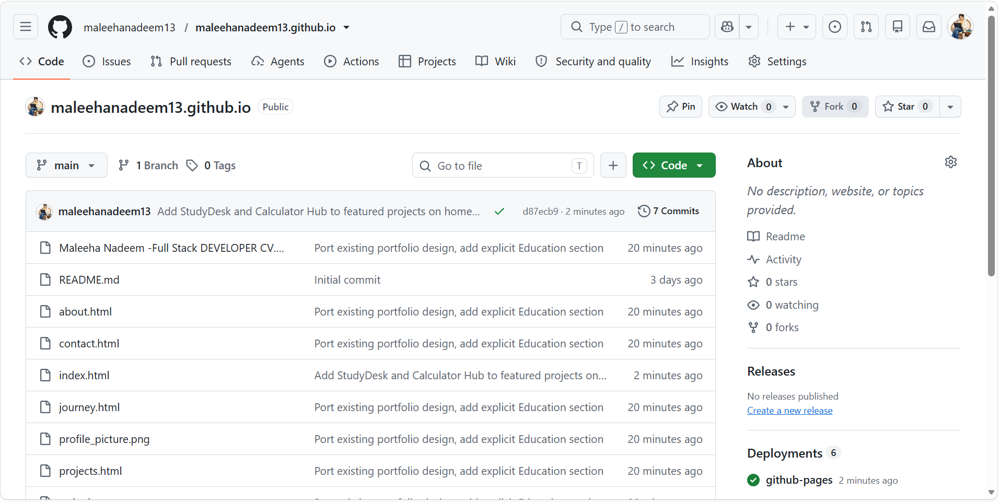 maleehanadeem13 / maleehanadeem13.github.io
Type / to search
Code Issues Pull requests Agents Actions Projects Wiki Security and quality Insights Settings
maleehanadeem13.github.io Public
Pin Watch 0 Fork 0 Star 0
main 1 Branch 0 Tags Go to file T Code
maleehanadeem13 Add StudyDesk and Calculator Hub to featured projects on home... d87ecb9 · 2 minutes ago 7 Commits
Maleeha Nadeem -Full Stack DEVELOPER CV.... Port existing portfolio design, add explicit Education section 20 minutes ago
README.md Initial commit 3 days ago
about.html Port existing portfolio design, add explicit Education section 20 minutes ago
contact.html Port existing portfolio design, add explicit Education section 20 minutes ago
index.html Add StudyDesk and Calculator Hub to featured projects on... 2 minutes ago
journey.html Port existing portfolio design, add explicit Education section 20 minutes ago
profile_picture.png Port existing portfolio design, add explicit Education section 20 minutes ago
projects.html Port existing portfolio design, add explicit Education section 20 minutes ago
About
No description, website, or topics
provided.
Readme
Activity
0 stars
0 watching
0 forks
Releases
No releases published
Create a new release
Deployments 6
github-pages 2 minutes ago